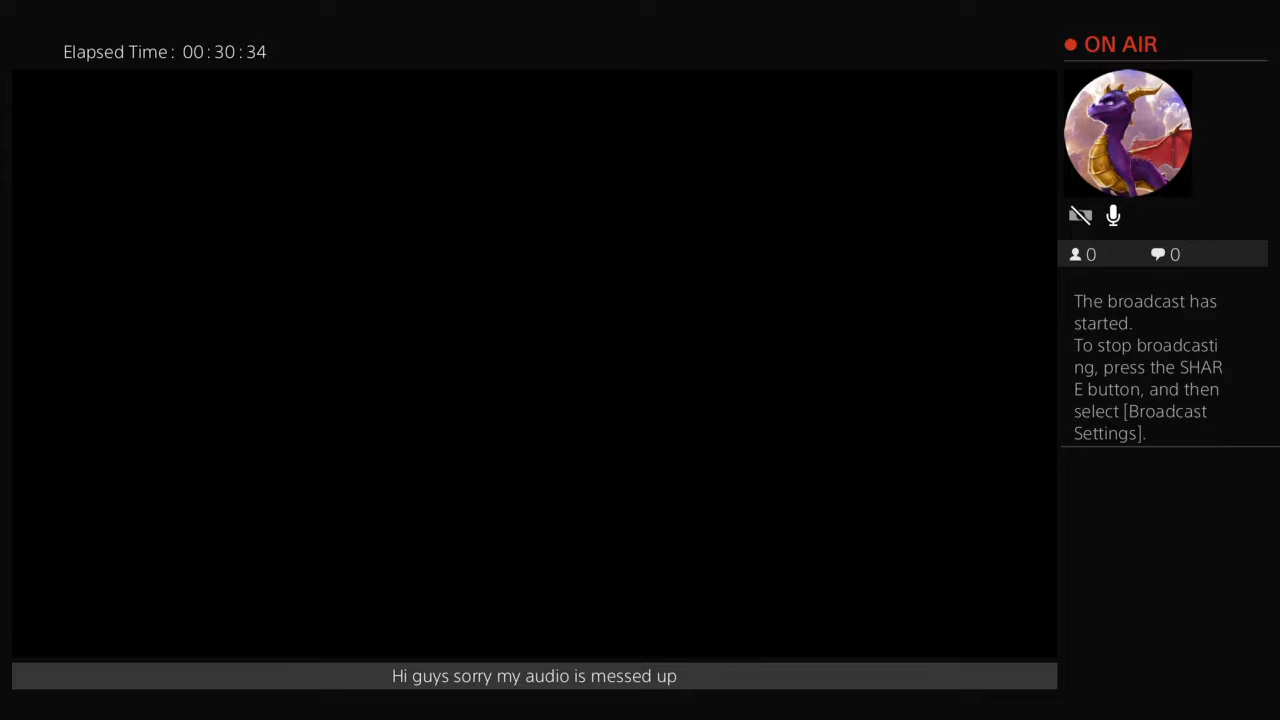 Elapsed Time: 00:30:34
ON AIR
0 0
The broadcast has
started.
To stop broadcasti
ng, press the SHAR
E button, and then
select [Broadcast
Settings].
Hi guys sorry my audio is messed up